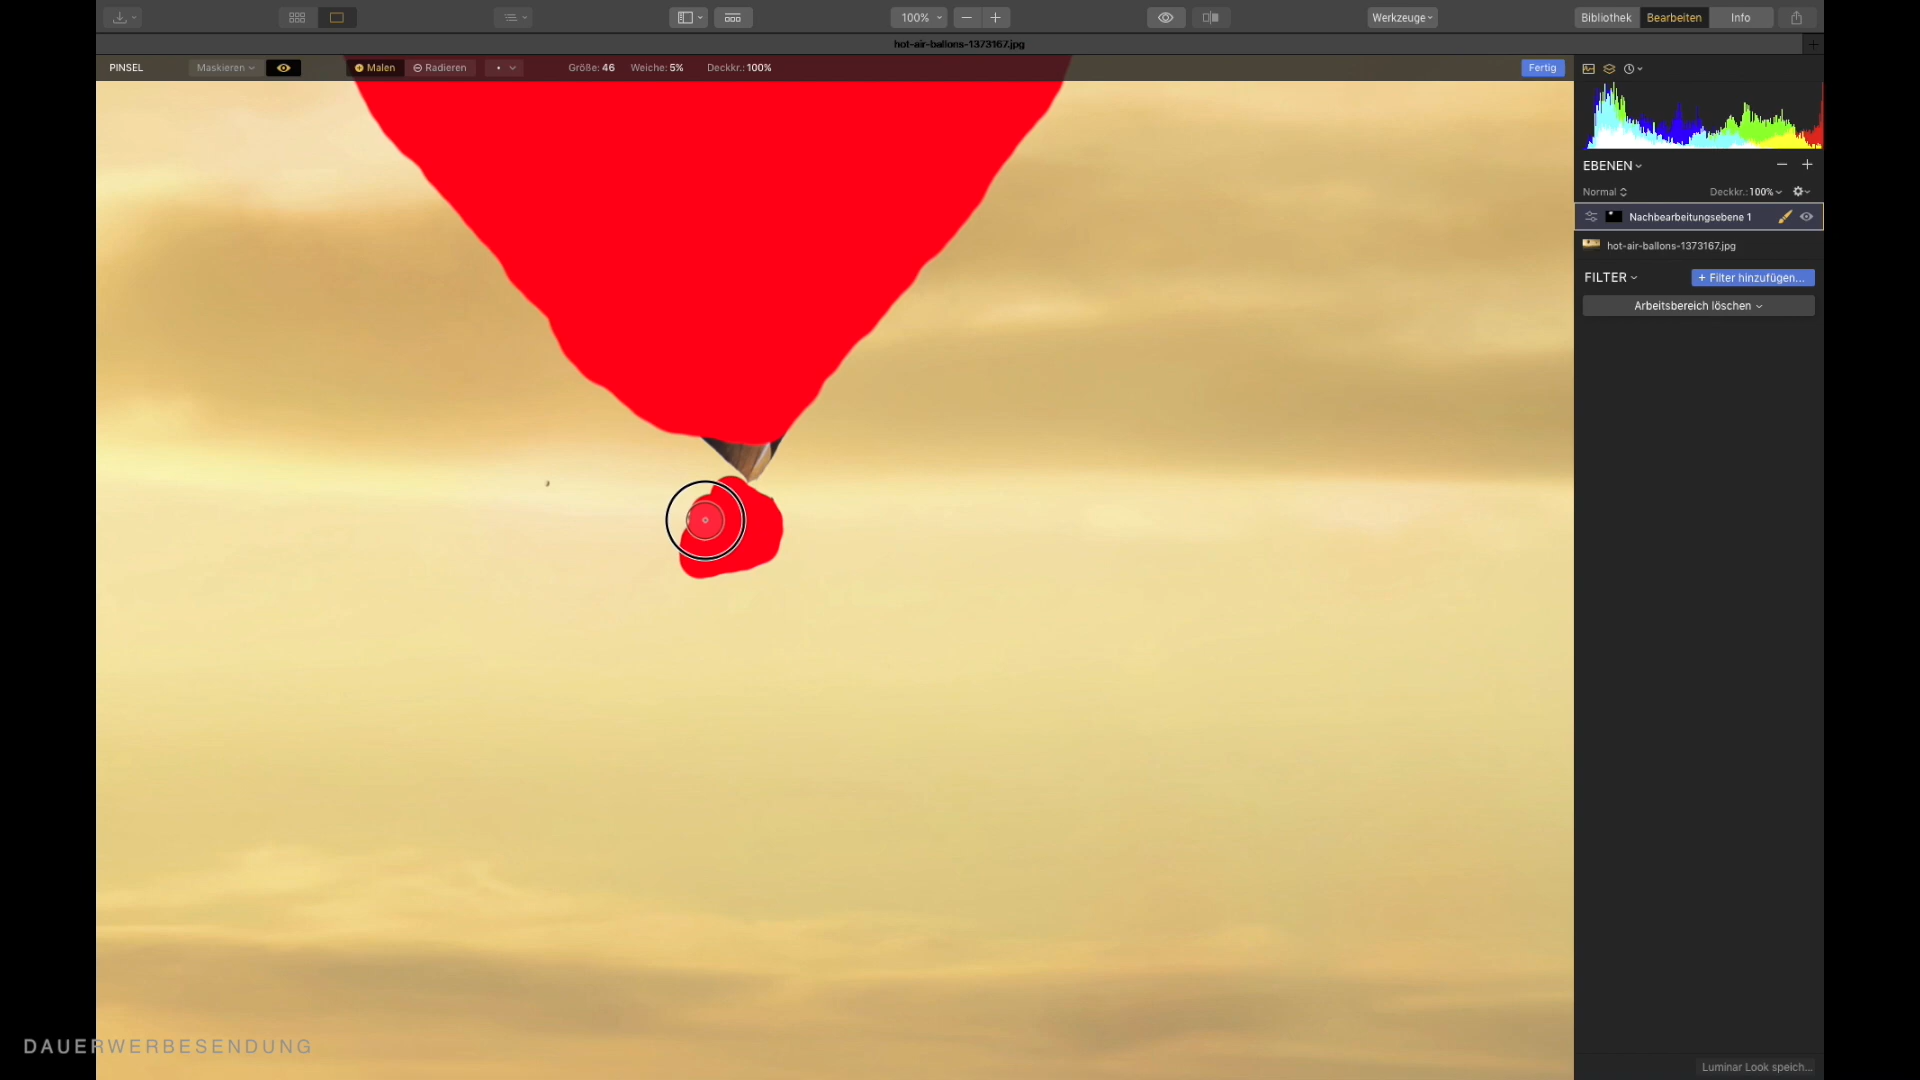 100%
Werkzeuge
Bibliothek
Bearbeiten
Info
hot-air-ballons-1373167.jpg
PINSEL
Maskieren
Malen
Radieren
Größe: 46
Weiche: 5%
Deckkr.: 100%
Fertig
EBENEN
Normal
Deckkr.: 100%
Nachbearbeitungsebene 1
hot-air-ballons-1373167.jpg
FILTER
+ Filter hinzufügen...
Arbeitsbereich löschen
DAUERWERBESENDUNG
Luminar Look speich...